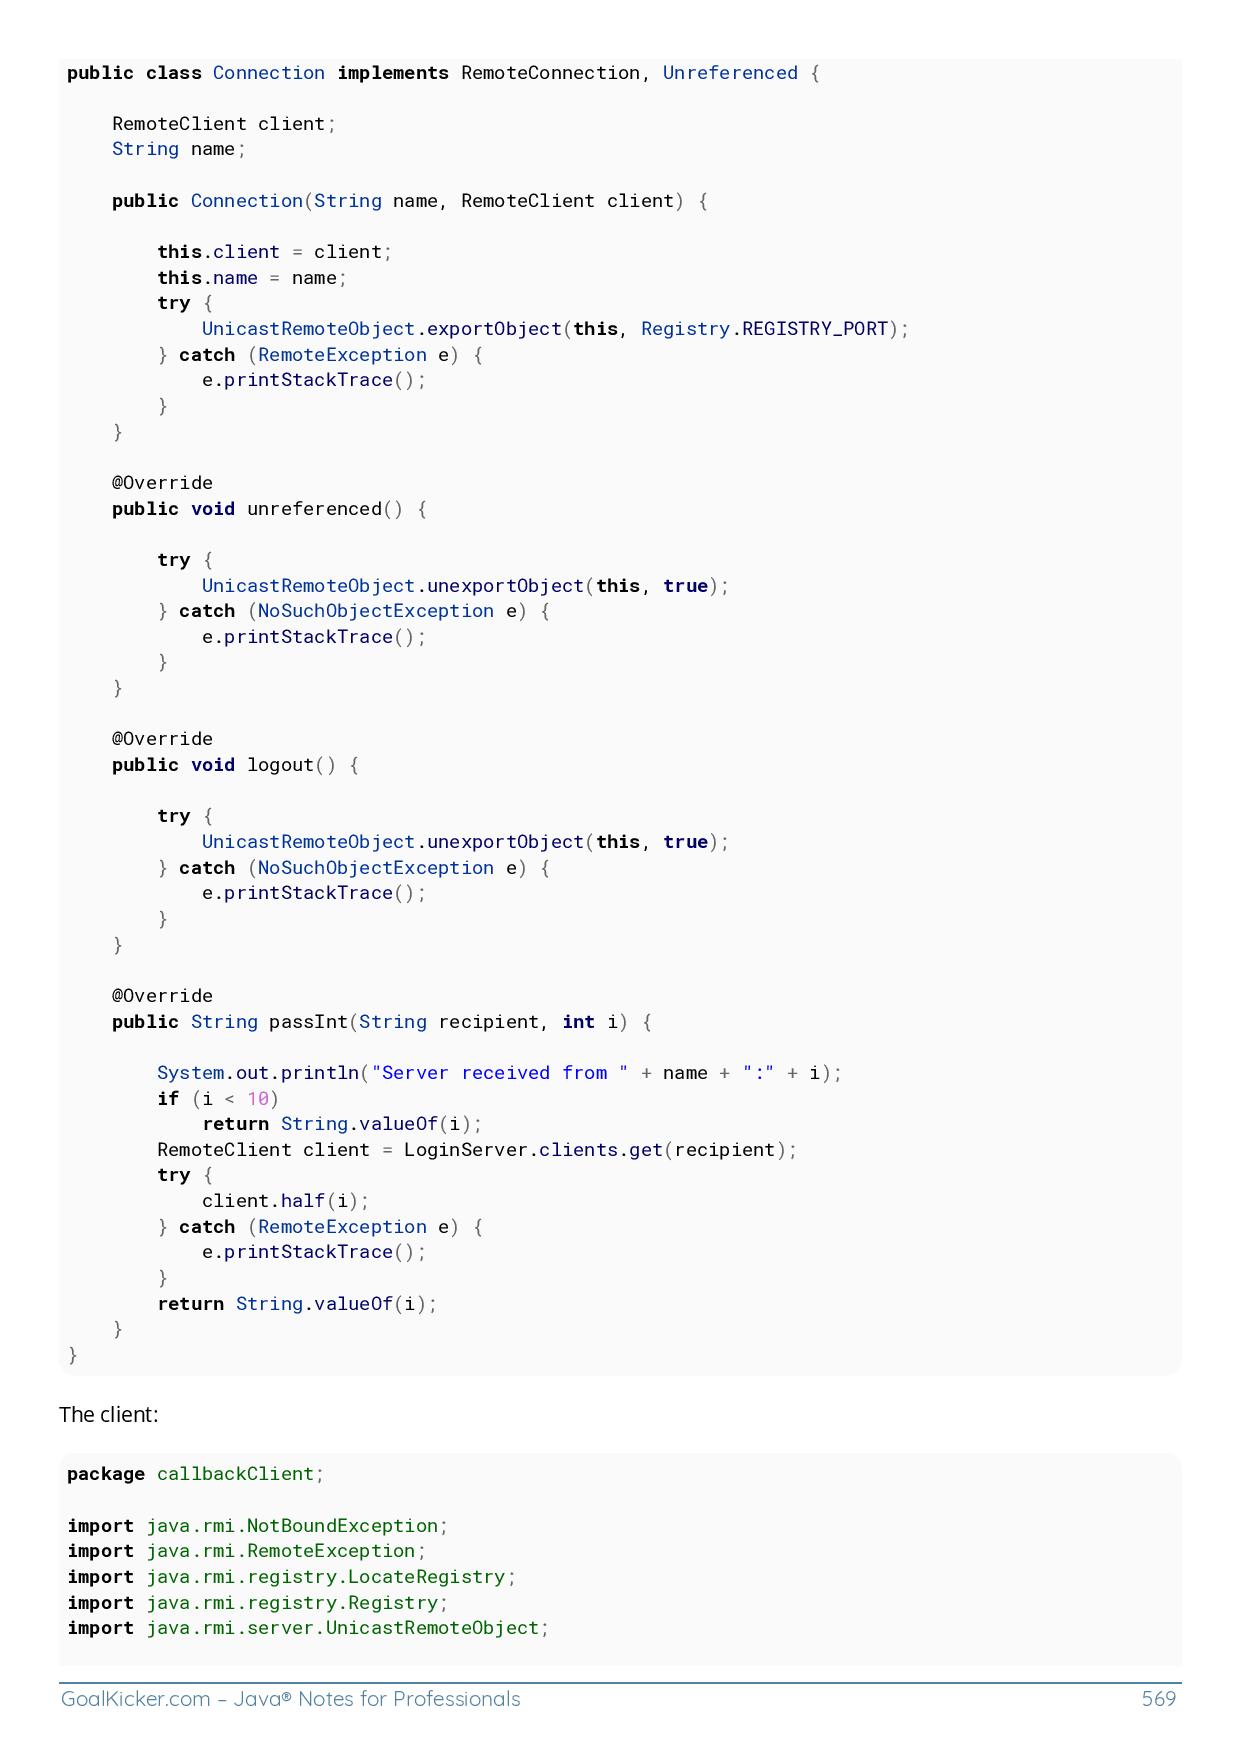 public class Connection implements RemoteConnection, Unreferenced {
    RemoteClient client;
    String name;
    public Connection(String name, RemoteClient client) {
        this.client = client;
        this.name = name;
        try {
            UnicastRemoteObject.exportObject(this, Registry.REGISTRY_PORT);
        } catch (RemoteException e) {
            e.printStackTrace();
        }
    }
    @Override
    public void unreferenced() {
        try {
            UnicastRemoteObject.unexportObject(this, true);
        } catch (NoSuchObjectException e) {
            e.printStackTrace();
        }
    }
    @Override
    public void logout() {
        try {
            UnicastRemoteObject.unexportObject(this, true);
        } catch (NoSuchObjectException e) {
            e.printStackTrace();
        }
    }
    @Override
    public String passInt(String recipient, int i) {
        System.out.println("Server received from " + name + ":" + i);
        if (i < 10)
            return String.valueOf(i);
        RemoteClient client = LoginServer.clients.get(recipient);
        try {
            client.half(i);
        } catch (RemoteException e) {
            e.printStackTrace();
        }
        return String.valueOf(i);
    }
}
The client:
package callbackClient;
import java.rmi.NotBoundException;
import java.rmi.RemoteException;
import java.rmi.registry.LocateRegistry;
import java.rmi.registry.Registry;
import java.rmi.server.UnicastRemoteObject;
GoalKicker.com – Java® Notes for Professionals 569